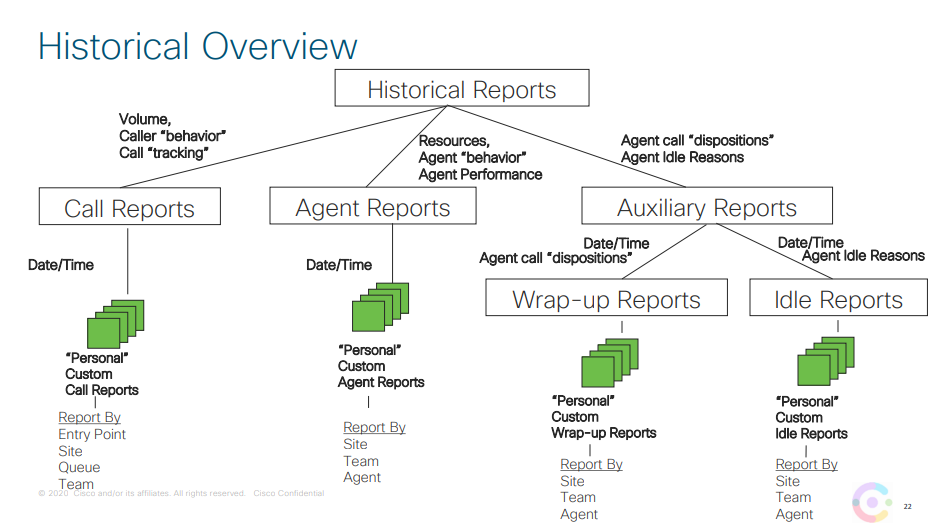 Historical Overview
Historical Reports
Volume,
Caller “behavior”
Call “tracking”
Resources,
Agent “behavior”
Agent Performance
Agent call “dispositions”
Agent Idle Reasons
Call Reports
Agent Reports
Auxiliary Reports
Date/Time
Date/Time
Date/Time
Agent call “dispositions”
Date/Time
Agent Idle Reasons
Wrap-up Reports
Idle Reports
“Personal”
Custom
Call Reports
Report By
Entry Point
Site
Queue
Team
“Personal”
Custom
Agent Reports
Report By
Site
Team
Agent
“Personal”
Custom
Wrap-up Reports
Report By
Site
Team
Agent
“Personal”
Custom
Idle Reports
Report By
Site
Team
Agent
© 2020 Cisco and/or its affiliates. All rights reserved. Cisco Confidential
22